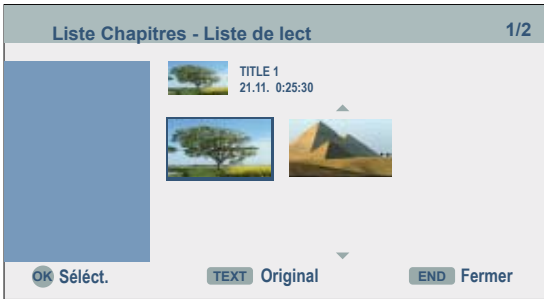 Liste Chapitres - Liste de lect 1/2
TITLE 1
21.11. 0:25:30
OK Séléct. TEXT Original END Fermer